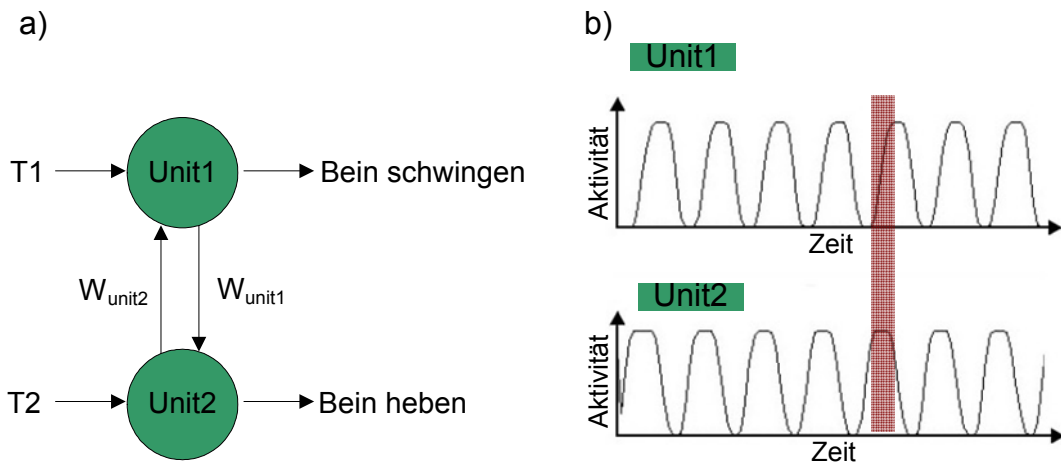 a)
T1
Unit1
Bein schwingen
Wunit2
Wunit1
T2
Unit2
Bein heben
b)
Unit1
Aktivität
Zeit
Unit2
Aktivität
Zeit